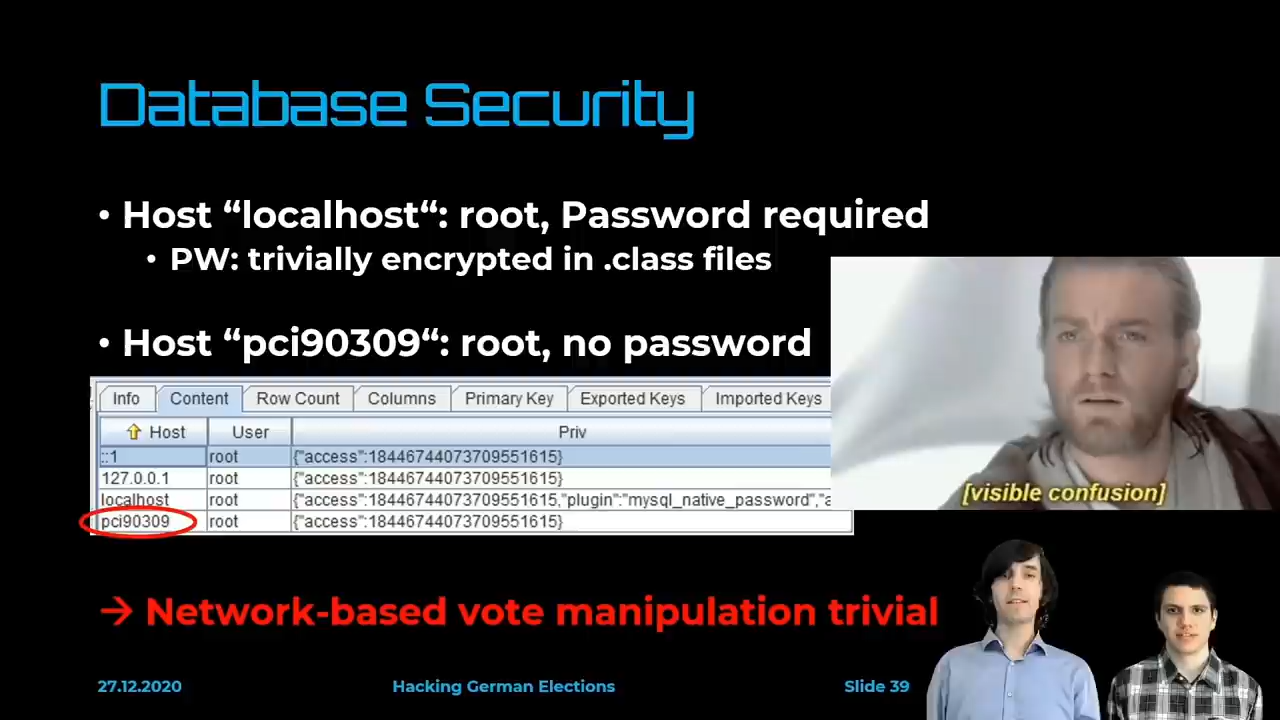 Database Security
• Host “localhost“: root, Password required
• PW: trivially encrypted in .class files
• Host “pci90309“: root, no password
Info Content Row Count Columns Primary Key Exported Keys Imported Keys
Host User Priv
::1 root {"access":18446744073709551615}
127.0.0.1 root {"access":18446744073709551615}
localhost root {"access":18446744073709551615,"plugin":"mysql_native_password","a
pci90309 root {"access":18446744073709551615}
[visible confusion]
→ Network-based vote manipulation trivial
27.12.2020 Hacking German Elections Slide 39